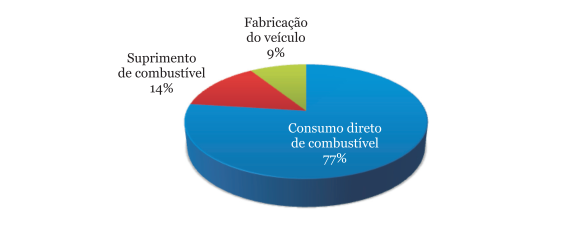 Fabricação
do veículo
9%
Suprimento
de combustível
14%
Consumo direto
de combustível
77%